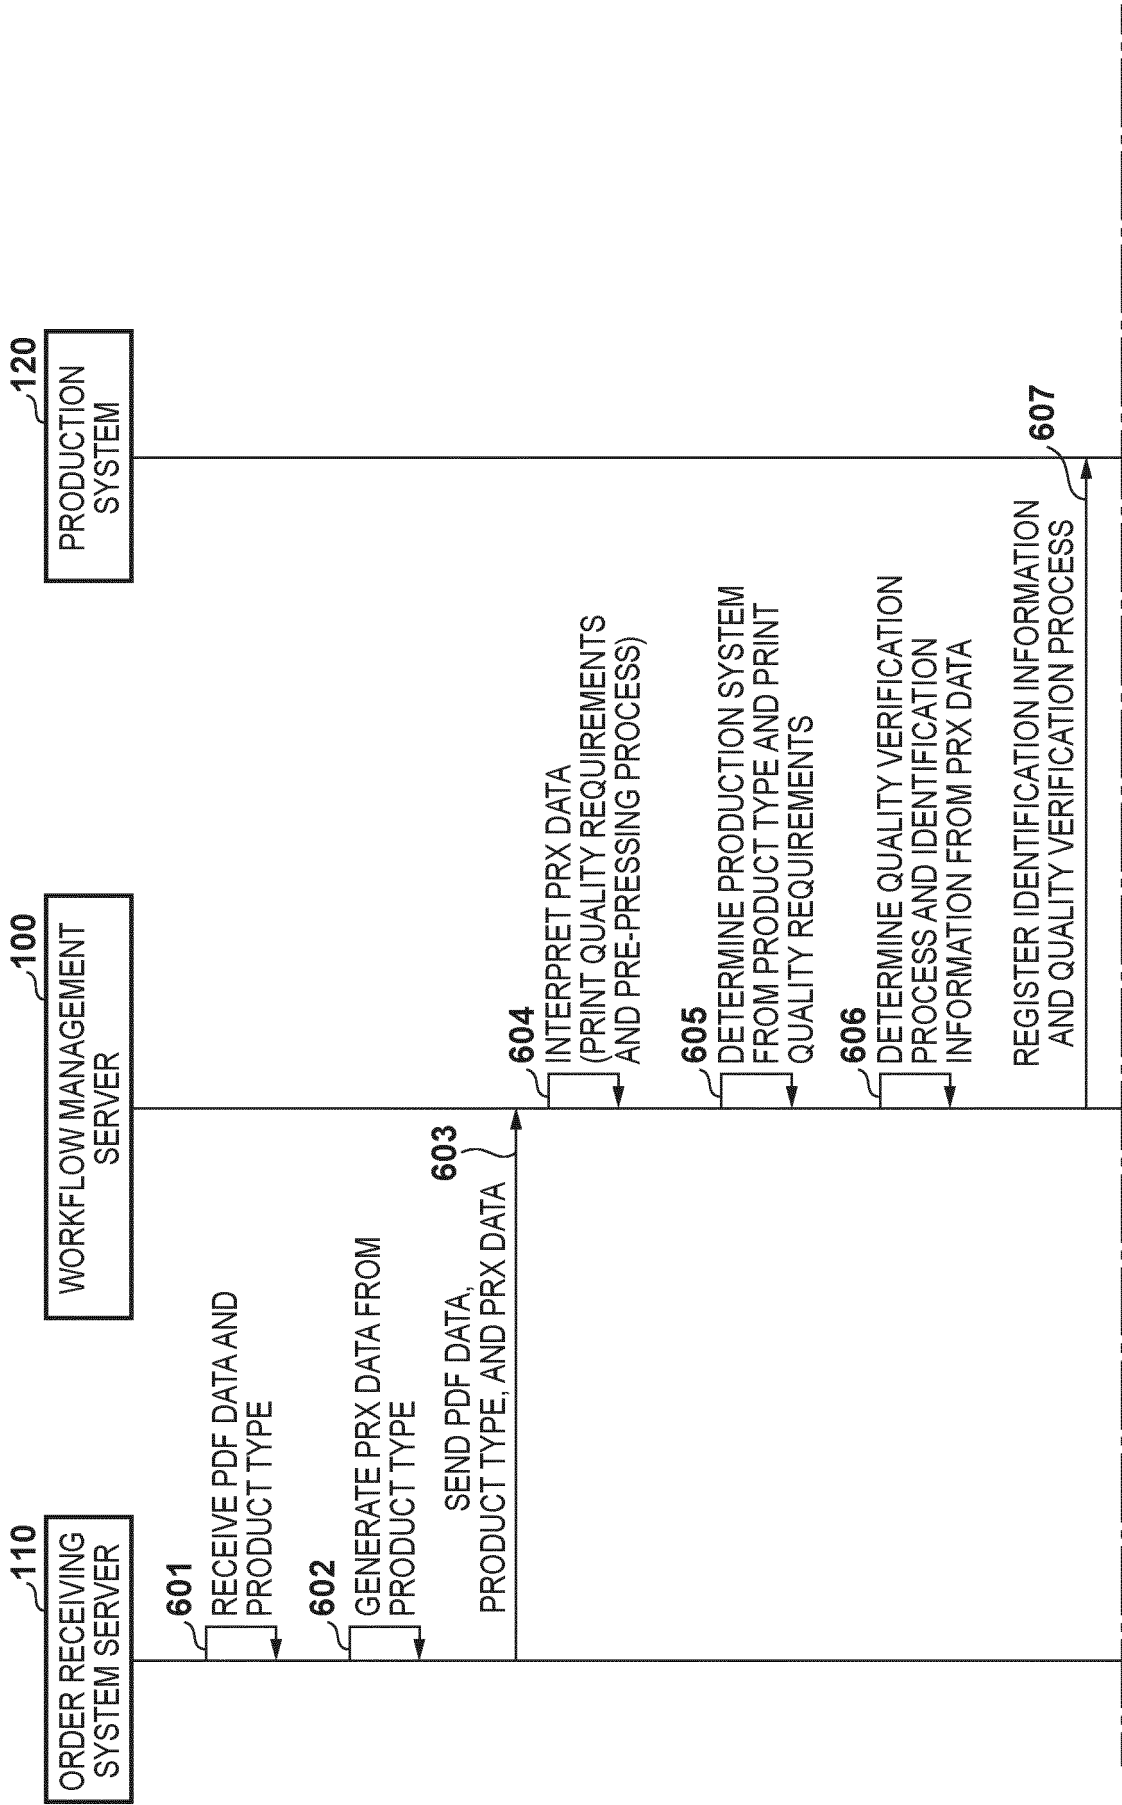 110
ORDER RECEIVING
SYSTEM SERVER
100
WORKFLOW MANAGEMENT
SERVER
120
PRODUCTION
SYSTEM
601
RECEIVE PDF DATA AND
PRODUCT TYPE
602
GENERATE PRX DATA FROM
PRODUCT TYPE
SEND PDF DATA,
PRODUCT TYPE, AND PRX DATA
603
604
INTERPRET PRX DATA
(PRINT QUALITY REQUIREMENTS
AND PRE-PRESSING PROCESS)
605
DETERMINE PRODUCTION SYSTEM
FROM PRODUCT TYPE AND PRINT
QUALITY REQUIREMENTS
606
DETERMINE QUALITY VERIFICATION
PROCESS AND IDENTIFICATION
INFORMATION FROM PRX DATA
REGISTER IDENTIFICATION INFORMATION
AND QUALITY VERIFICATION PROCESS
607